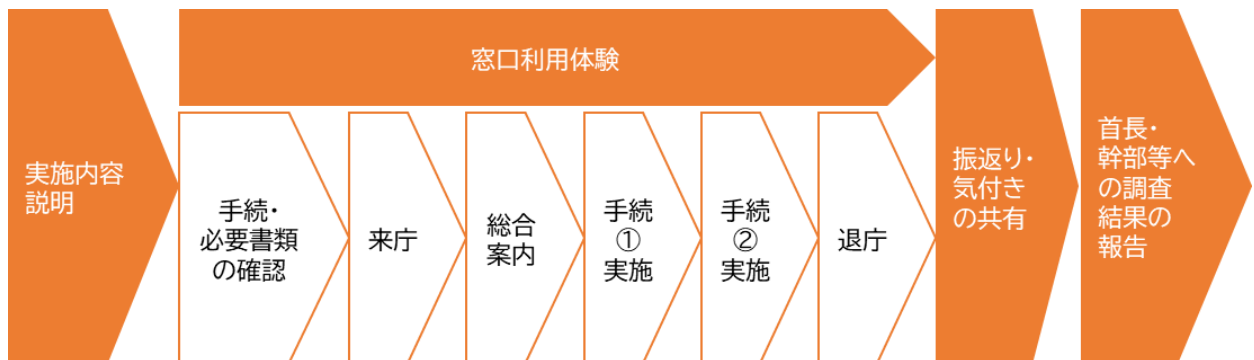 実施内容
説明
窓口利用体験
手続・
必要書類
の確認
来庁
総合
案内
手続
①
実施
手続
②
実施
退庁
振返り・
気付き
の共有
首長・
幹部等へ
の調査
結果の
報告